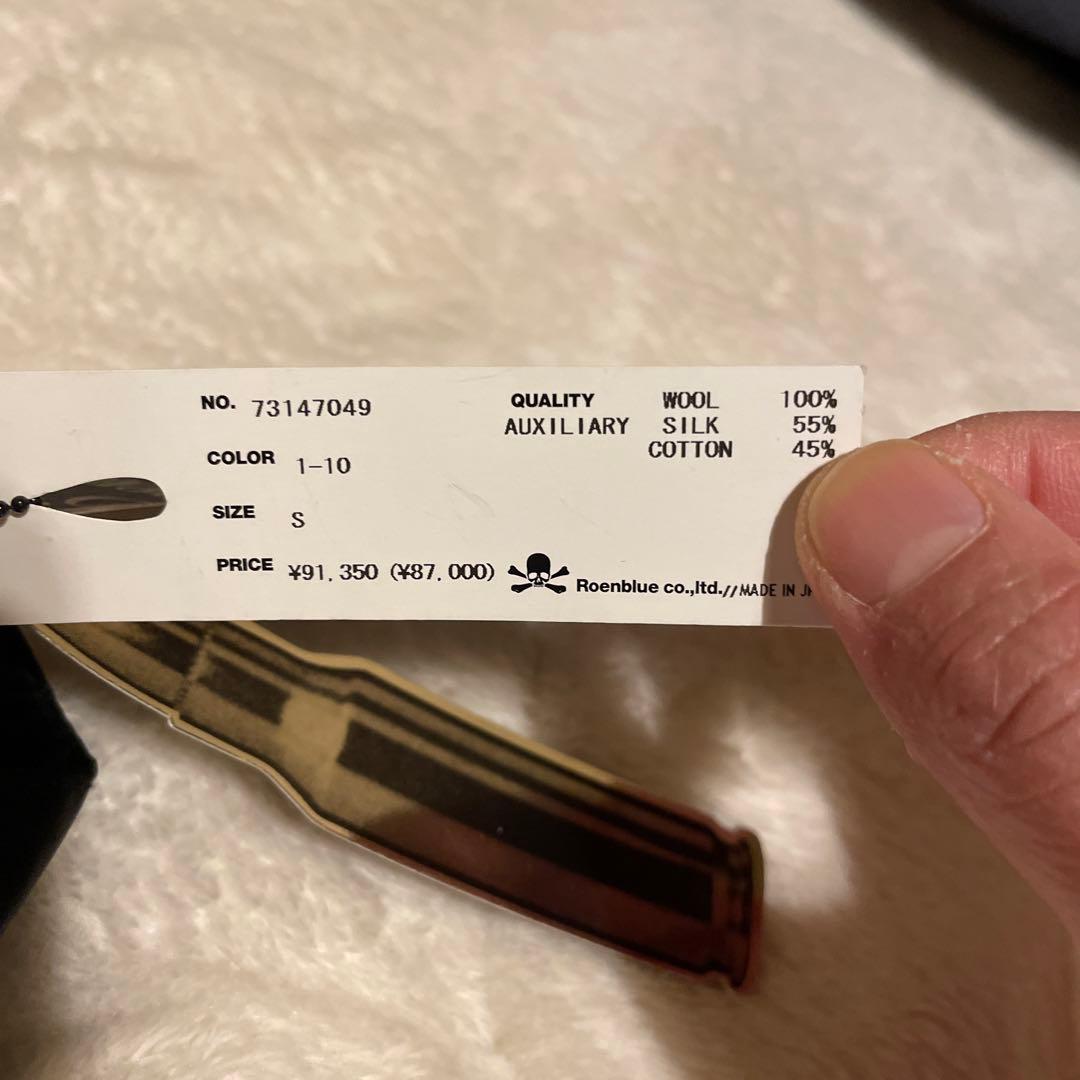 NO. 73147049
COLOR 1-10
SIZE S
PRICE ¥91,350 (¥87,000)
QUALITY WOOL 100%
AUXILIARY SILK 55%
COTTON 45%
Roenblue co.,ltd.//MADE IN